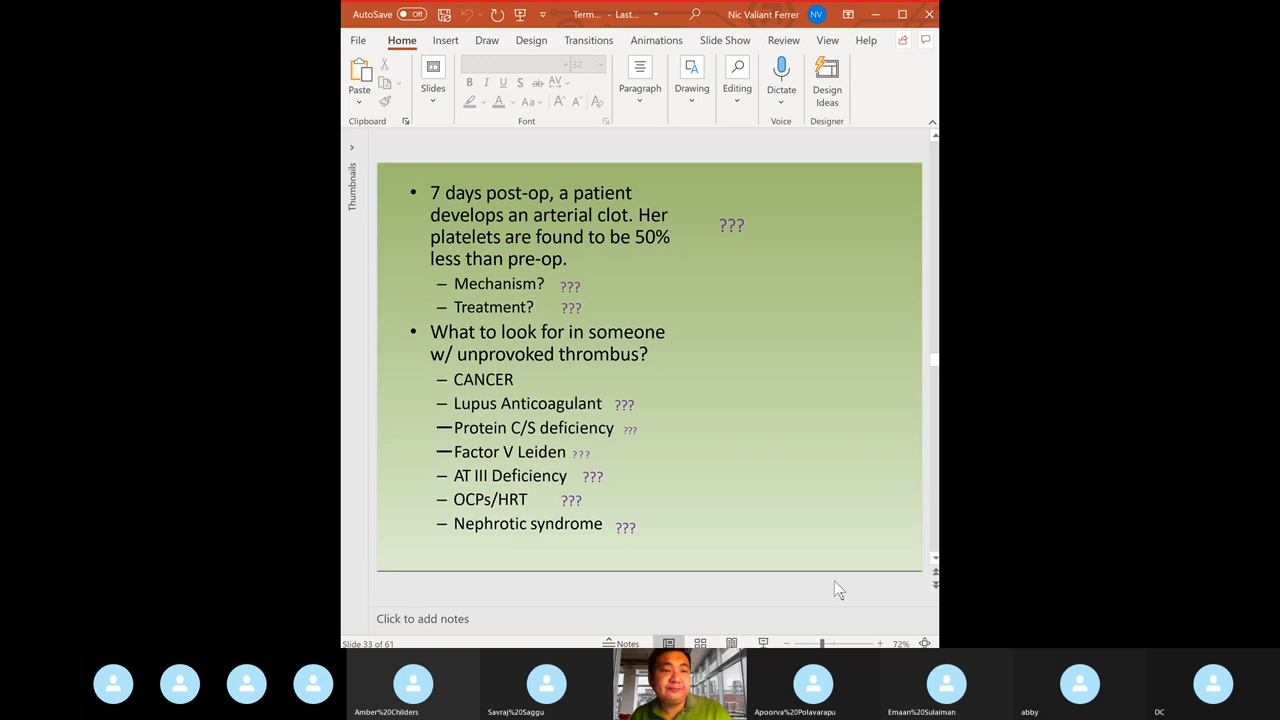 AutoSave Off Term... - Last... Nic Valiant Ferrer NV
File Home Insert Draw Design Transitions Animations Slide Show Review View Help
32
B I U S ab AV
Aa A A
Paste Slides Paragraph Drawing Editing Dictate Design Ideas
Clipboard Font Voice Designer
Thumbnails
• 7 days post-op, a patient
develops an arterial clot. Her ???
platelets are found to be 50%
less than pre-op.
– Mechanism? ???
– Treatment? ???
• What to look for in someone
w/ unprovoked thrombus?
– CANCER
– Lupus Anticoagulant ???
– Protein C/S deficiency ???
– Factor V Leiden ???
– AT III Deficiency ???
– OCPs/HRT ???
– Nephrotic syndrome ???
Click to add notes
Slide 33 of 61 Notes 72%
Amber%20Childers Savraj%20Saggu Apoorva%20Polavarapu Emaan%20Sulaiman abby DC